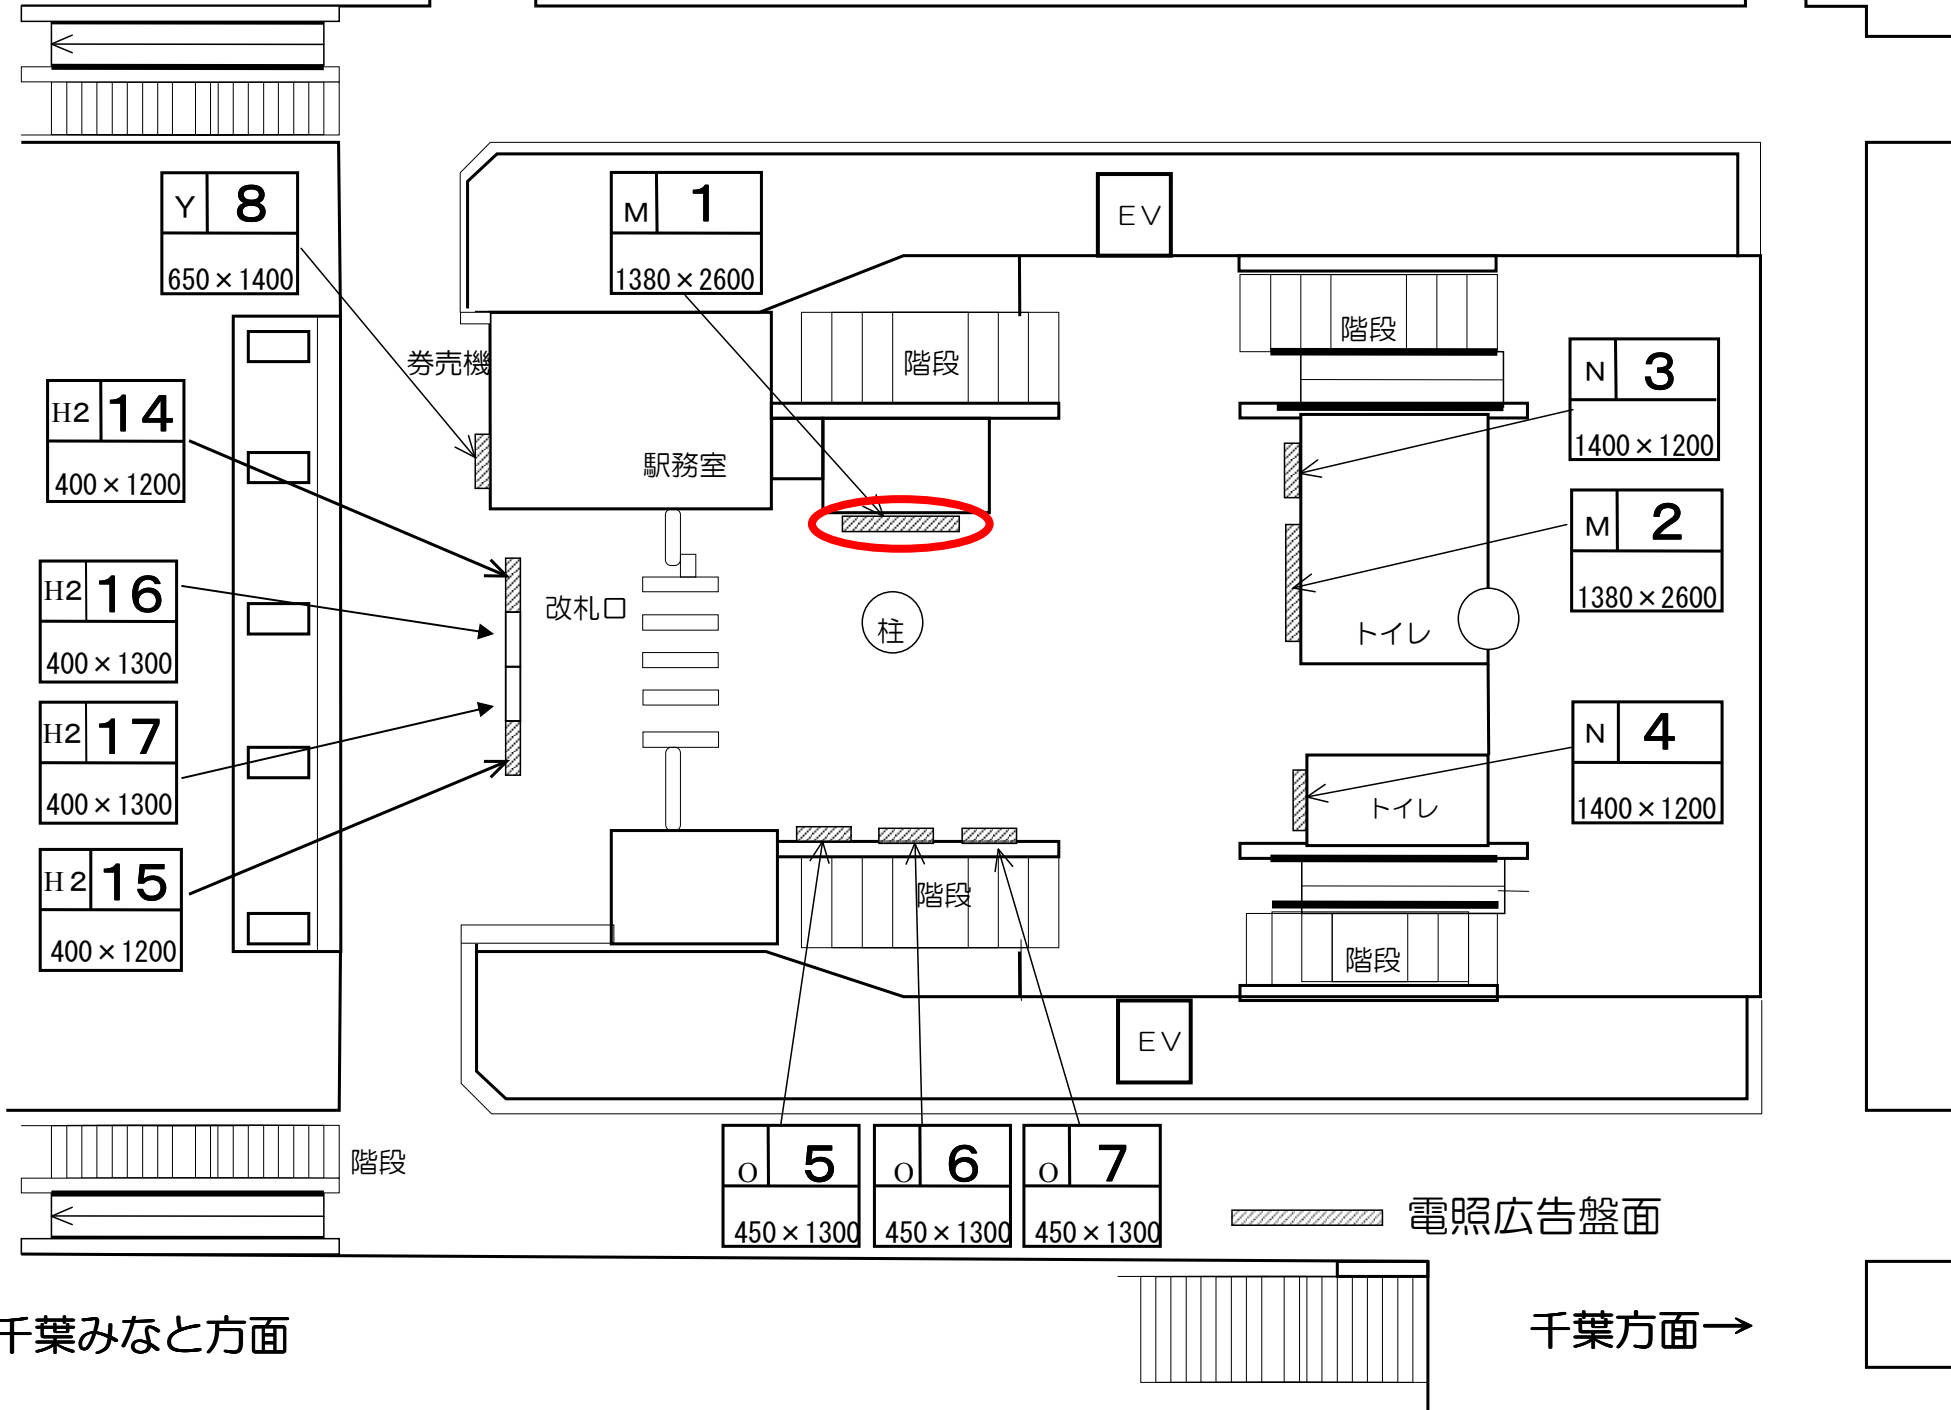 Y 8
650×1400
M 1
1380×2600
EV
階段
階段
券売機
駅務室
N 3
1400×1200
H2 14
400×1200
M 2
1380×2600
H2 16
400×1300
改札口
柱
トイレ
H2 17
400×1300
N 4
1400×1200
トイレ
H2 15
400×1200
階段
階段
EV
階段
O 5
450×1300
O 6
450×1300
O 7
450×1300
電照広告盤面
千葉みなと方面
千葉方面→